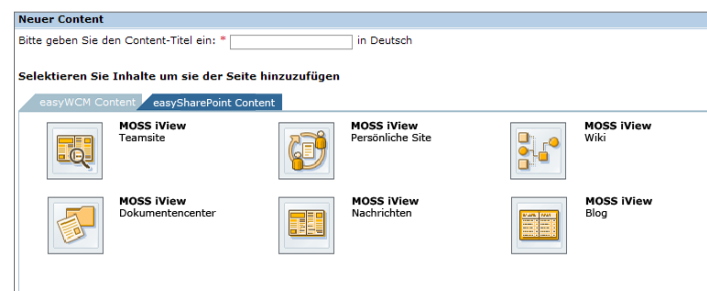 Neuer Content
Bitte geben Sie den Content-Titel ein: * in Deutsch
Selektieren Sie Inhalte um sie der Seite hinzuzufügen
easyWCM Content easySharePoint Content
MOSS iView MOSS iView MOSS iView
Teamsite Persönliche Site Wiki
MOSS iView MOSS iView MOSS iView
Dokumentencenter Nachrichten Blog